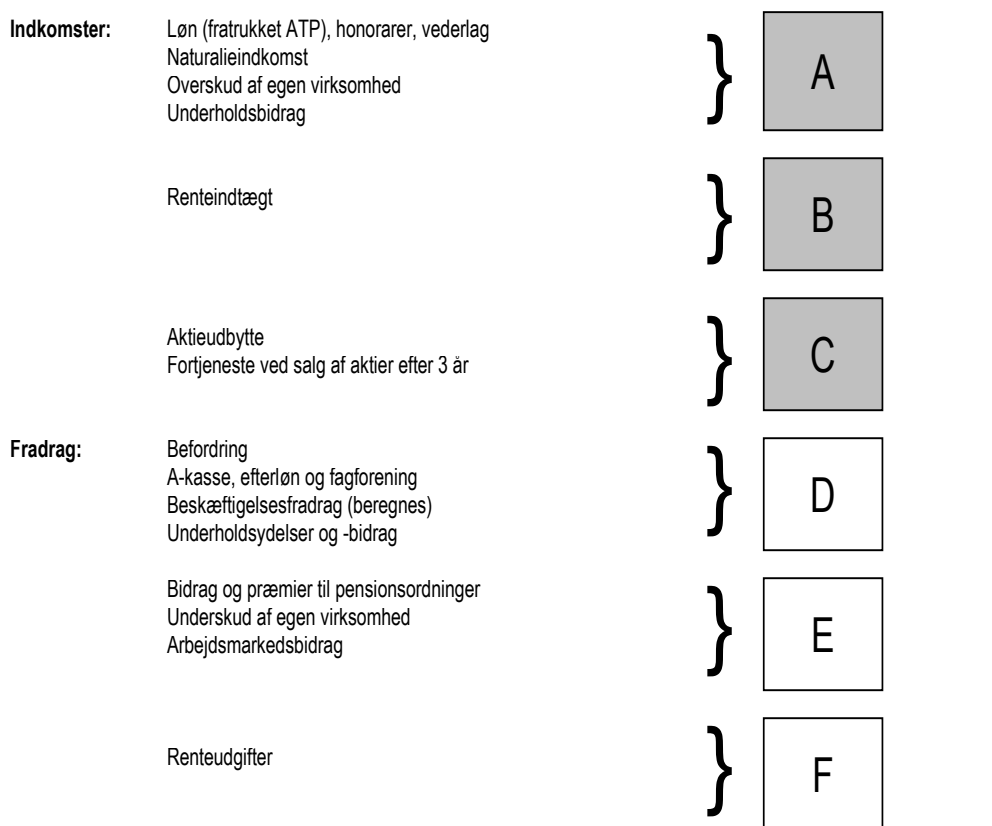 Indkomster: Løn (fratrukket ATP), honorarer, vederlag
Naturalieindkomst
Overskud af egen virksomhed
Underholdsbidrag
} A
Renteindtægt
} B
Aktieudbytte
Fortjeneste ved salg af aktier efter 3 år
} C
Fradrag: Befordring
A-kasse, efterløn og fagforening
Beskæftigelsesfradrag (beregnes)
Underholdsydelser og -bidrag
} D
Bidrag og præmier til pensionsordninger
Underskud af egen virksomhed
Arbejdsmarkedsbidrag
} E
Renteudgifter
} F